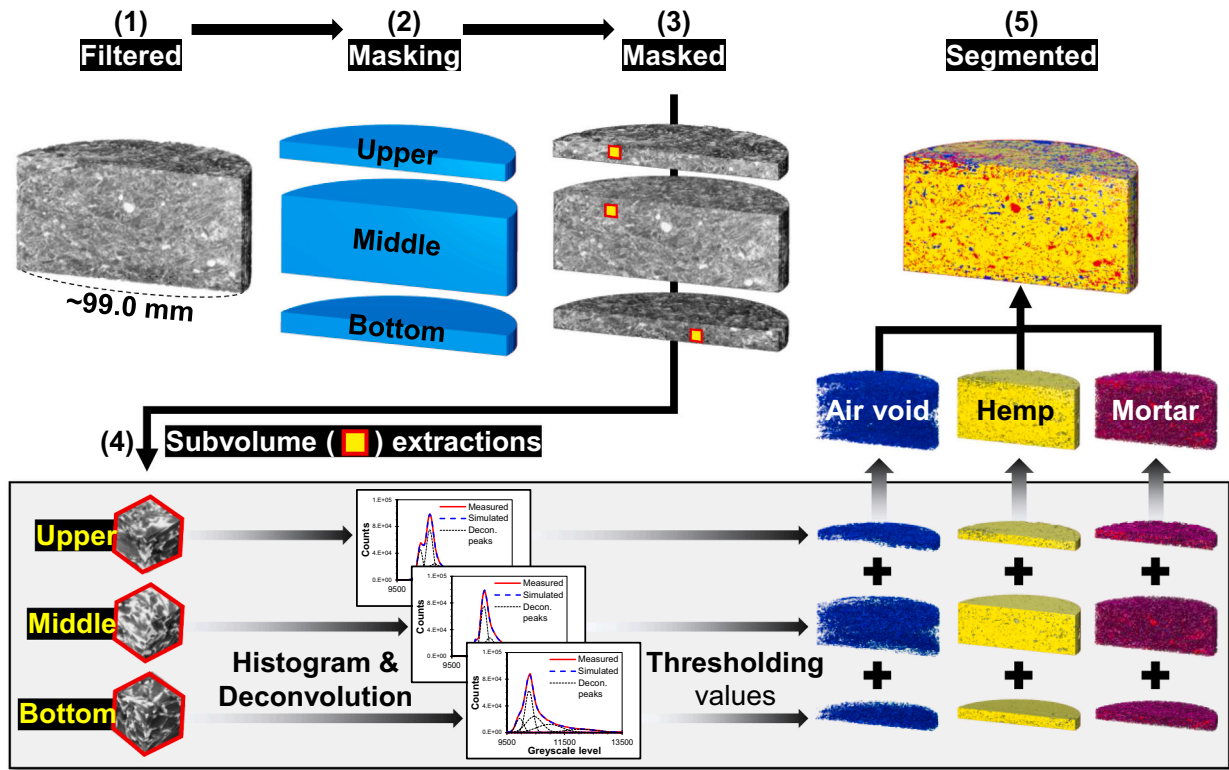 (1)
Filtered
(2)
Masking
(3)
Masked
(5)
Segmented
Upper
Middle
Bottom
~99.0 mm
Air void
Hemp
Mortar
(4)
Subvolume ( ) extractions
Upper
Middle
Bottom
Counts
1.E+05
8.E+04
4.E+04
0.E+00
9500
Measured
Simulated
Decon.
peaks
Counts
1.E+05
8.E+04
4.E+04
0.E+00
9500
Measured
Simulated
Decon.
peaks
Counts
1.E+05
8.E+04
4.E+04
0.E+00
9500
11500
13500
Greyscale level
Measured
Simulated
Decon.
peaks
Histogram &
Deconvolution
Thresholding
values
+
+
+
+
+
+